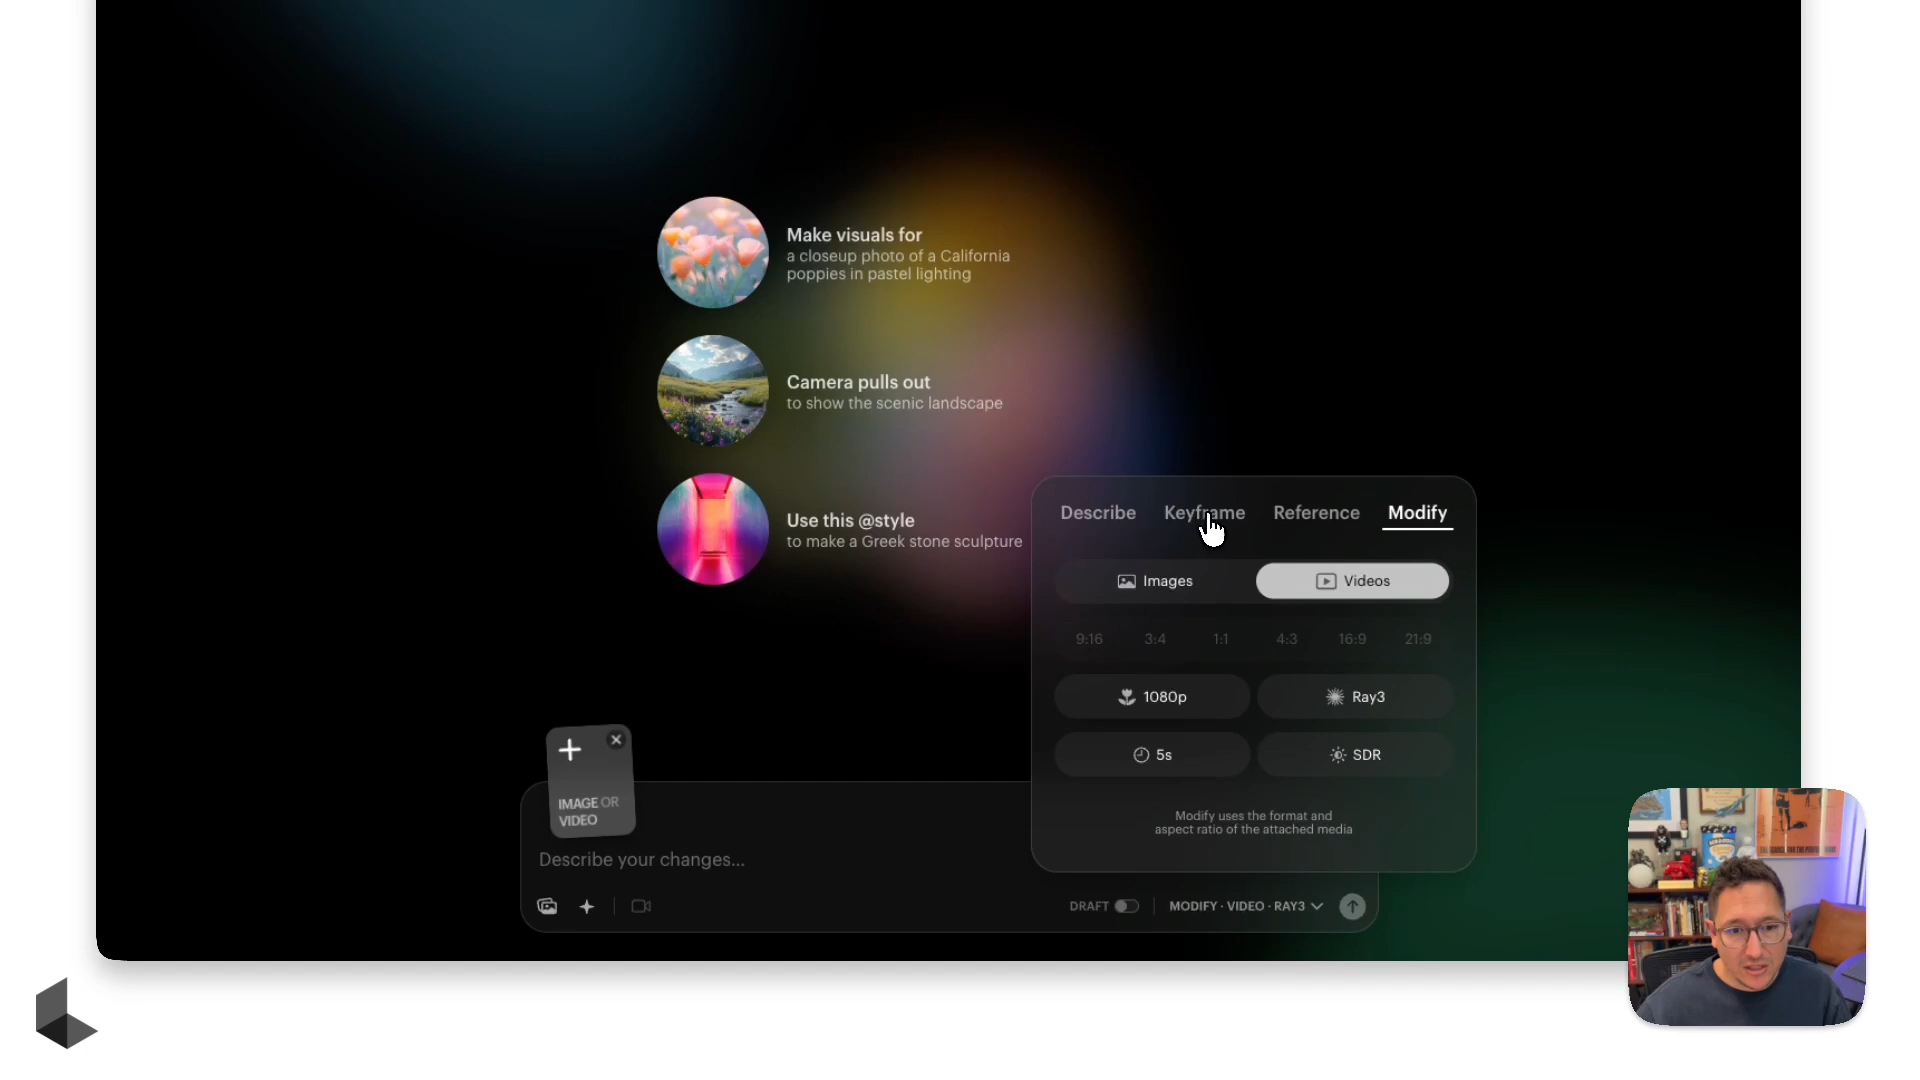 Make visuals for
a closeup photo of a California
poppies in pastel lighting
Camera pulls out
to show the scenic landscape
Use this @style
to make a Greek stone sculpture
Describe Keyframe Reference Modify
Images Videos
9:16 3:4 1:1 4:3 16:9 21:9
1080p Ray3
5s SDR
Modify uses the format and
aspect ratio of the attached media
IMAGE OR
VIDEO
Describe your changes...
DRAFT MODIFY · VIDEO · RAY3